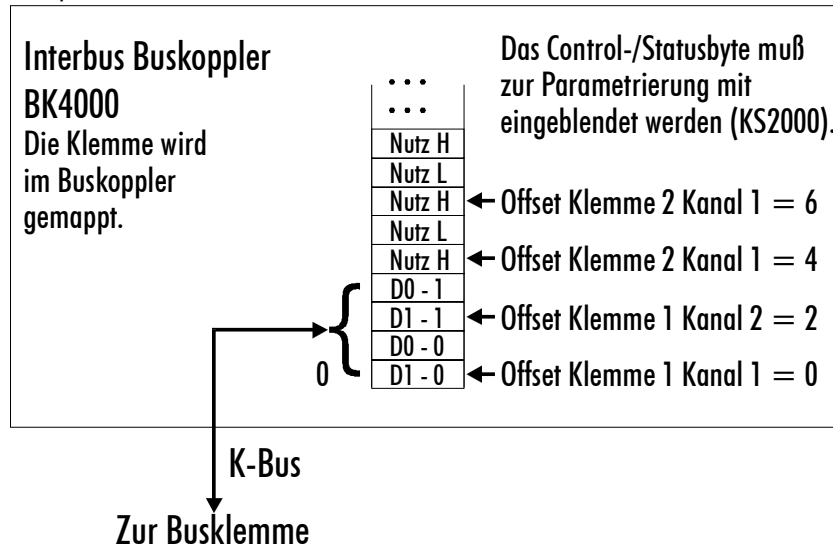 Interbus Buskoppler
BK4000
Die Klemme wird
im Buskoppler
gemappt.
Das Control-/Statusbyte muß
zur Parametrierung mit
eingeblendet werden (KS2000).
...
...
Nutz H
Nutz L
Nutz H
Offset Klemme 2 Kanal 1 = 6
Nutz L
Nutz H
Offset Klemme 2 Kanal 1 = 4
D0 - 1
D1 - 1
Offset Klemme 1 Kanal 2 = 2
D0 - 0
0
D1 - 0
Offset Klemme 1 Kanal 1 = 0
K-Bus
Zur Busklemme